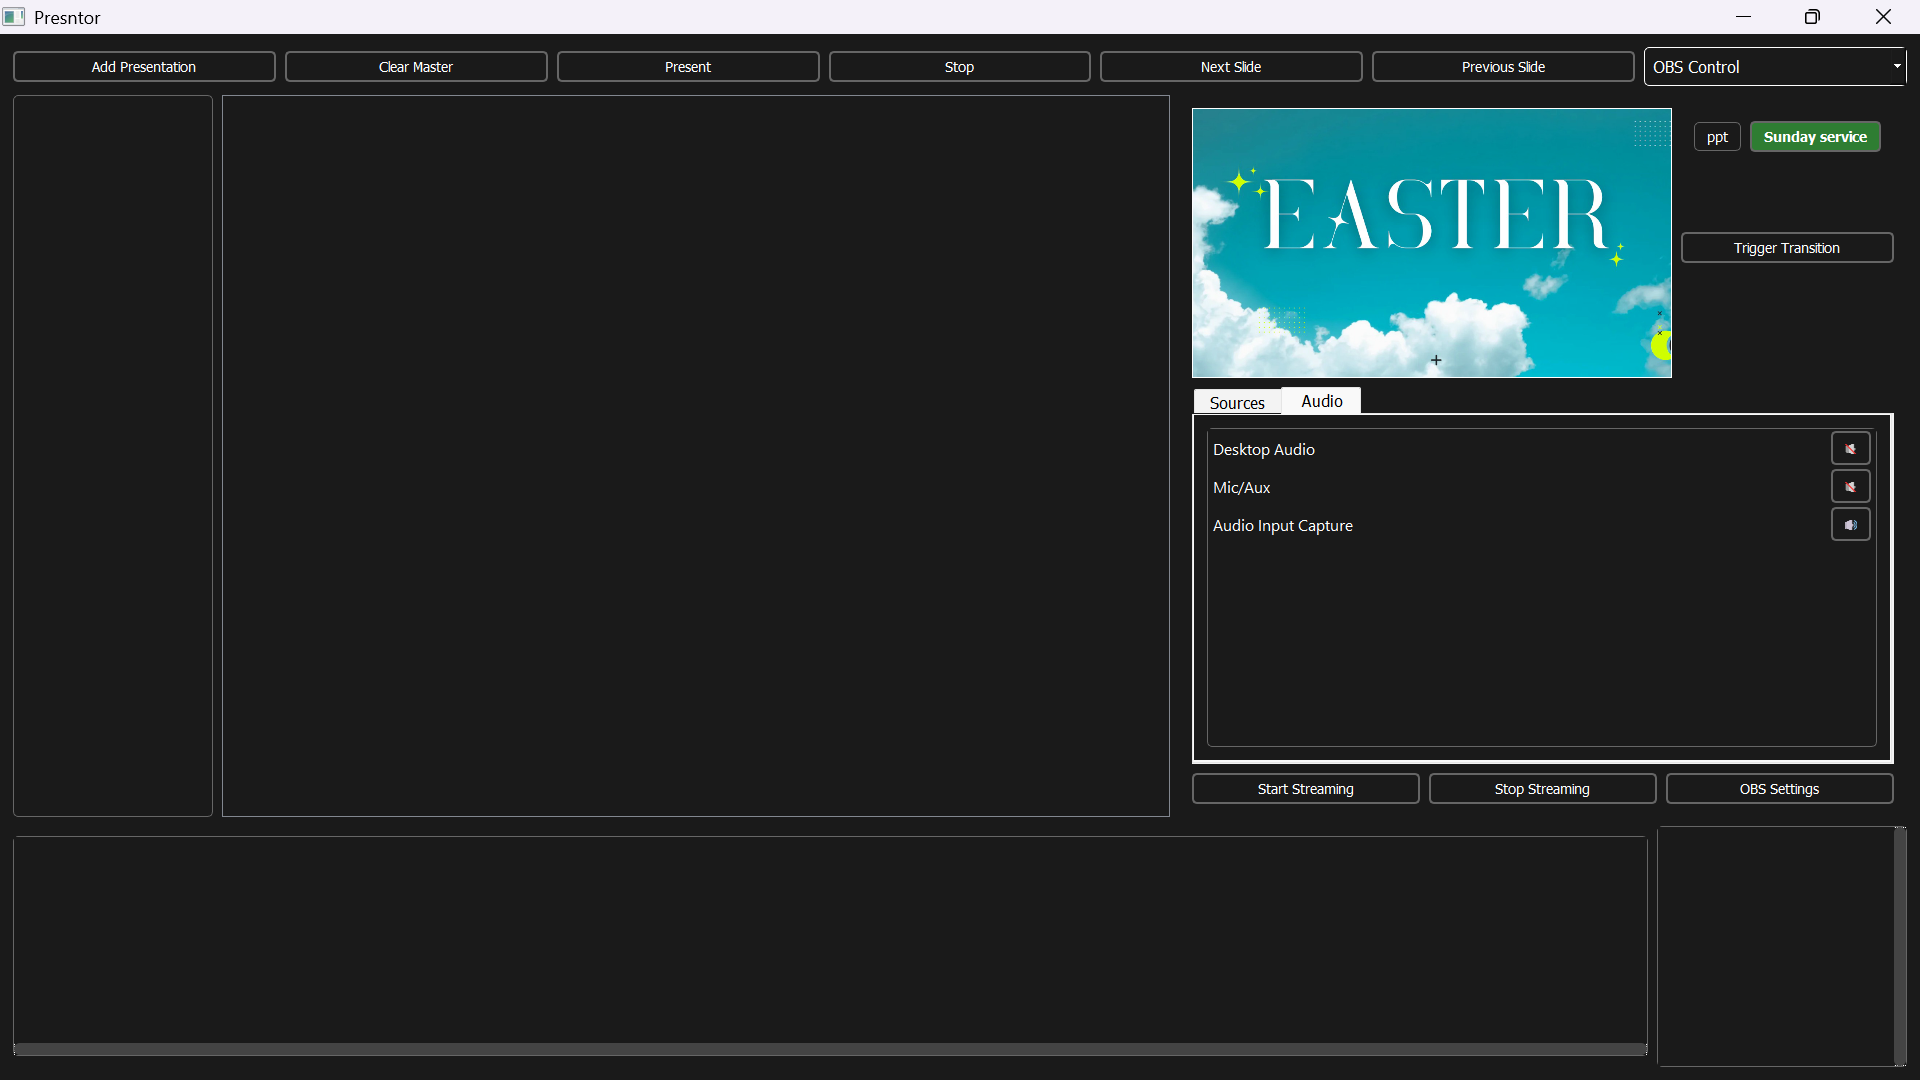 Presntor
Add Presentation
Clear Master
Present
Stop
Next Slide
Previous Slide
OBS Control
EASTER
ppt
Sunday service
Trigger Transition
Sources
Audio
Desktop Audio
Mic/Aux
Audio Input Capture
Start Streaming
Stop Streaming
OBS Settings